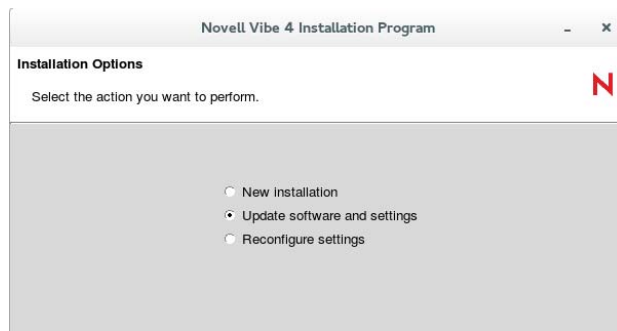 Novell Vibe 4 Installation Program
Installation Options
Select the action you want to perform.
N
New installation
Update software and settings
Reconfigure settings